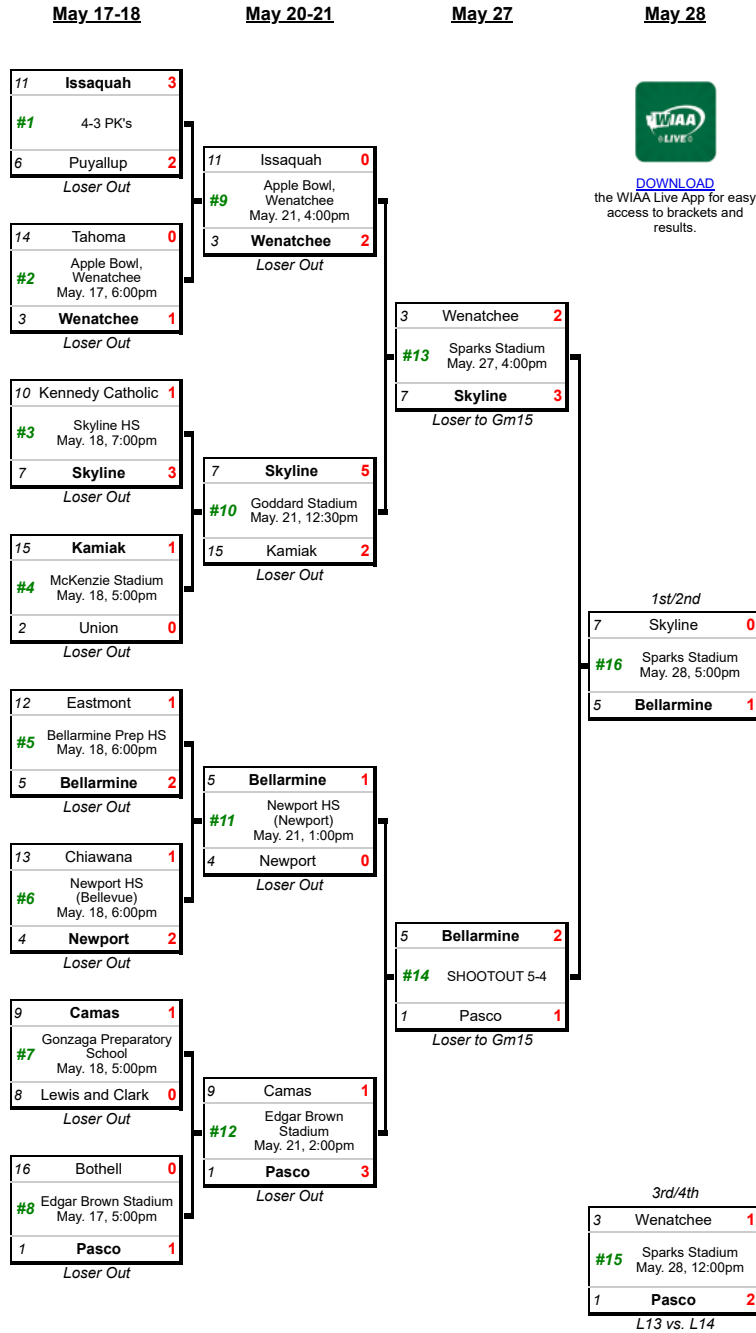 May 17-18
May 20-21
May 27
May 28
11 Issaquah 3
#1 4-3 PK's
6 Puyallup 2
Loser Out
14 Tahoma 0
#2 Apple Bowl,
Wenatchee
May. 17, 6:00pm
3 Wenatchee 1
Loser Out
10 Kennedy Catholic 1
#3 Skyline HS
May. 18, 7:00pm
7 Skyline 3
Loser Out
15 Kamiak 1
#4 McKenzie Stadium
May. 18, 5:00pm
2 Union 0
Loser Out
12 Eastmont 1
#5 Bellarmine Prep HS
May. 18, 6:00pm
5 Bellarmine 2
Loser Out
13 Chiawana 1
#6 Newport HS
(Bellevue)
May. 18, 6:00pm
4 Newport 2
Loser Out
9 Camas 1
#7 Gonzaga Preparatory
School
May. 18, 5:00pm
8 Lewis and Clark 0
Loser Out
16 Bothell 0
#8 Edgar Brown Stadium
May. 17, 5:00pm
1 Pasco 1
Loser Out
11 Issaquah 0
#9 Apple Bowl,
Wenatchee
May. 21, 4:00pm
3 Wenatchee 2
Loser Out
7 Skyline 5
#10 Goddard Stadium
May. 21, 12:30pm
15 Kamiak 2
Loser Out
5 Bellarmine 1
#11 Newport HS
(Newport)
May. 21, 1:00pm
4 Newport 0
Loser Out
9 Camas 1
#12 Edgar Brown
Stadium
May. 21, 2:00pm
1 Pasco 3
Loser Out
3 Wenatchee 2
#13 Sparks Stadium
May. 27, 4:00pm
7 Skyline 3
Loser to Gm15
5 Bellarmine 2
#14 SHOOTOUT 5-4
1 Pasco 1
Loser to Gm15
WIAA
LIVE
DOWNLOAD
the WIAA Live App for easy
access to brackets and
results.
1st/2nd
7 Skyline 0
#16 Sparks Stadium
May. 28, 5:00pm
5 Bellarmine 1
3rd/4th
3 Wenatchee 1
#15 Sparks Stadium
May. 28, 12:00pm
1 Pasco 2
L13 vs. L14